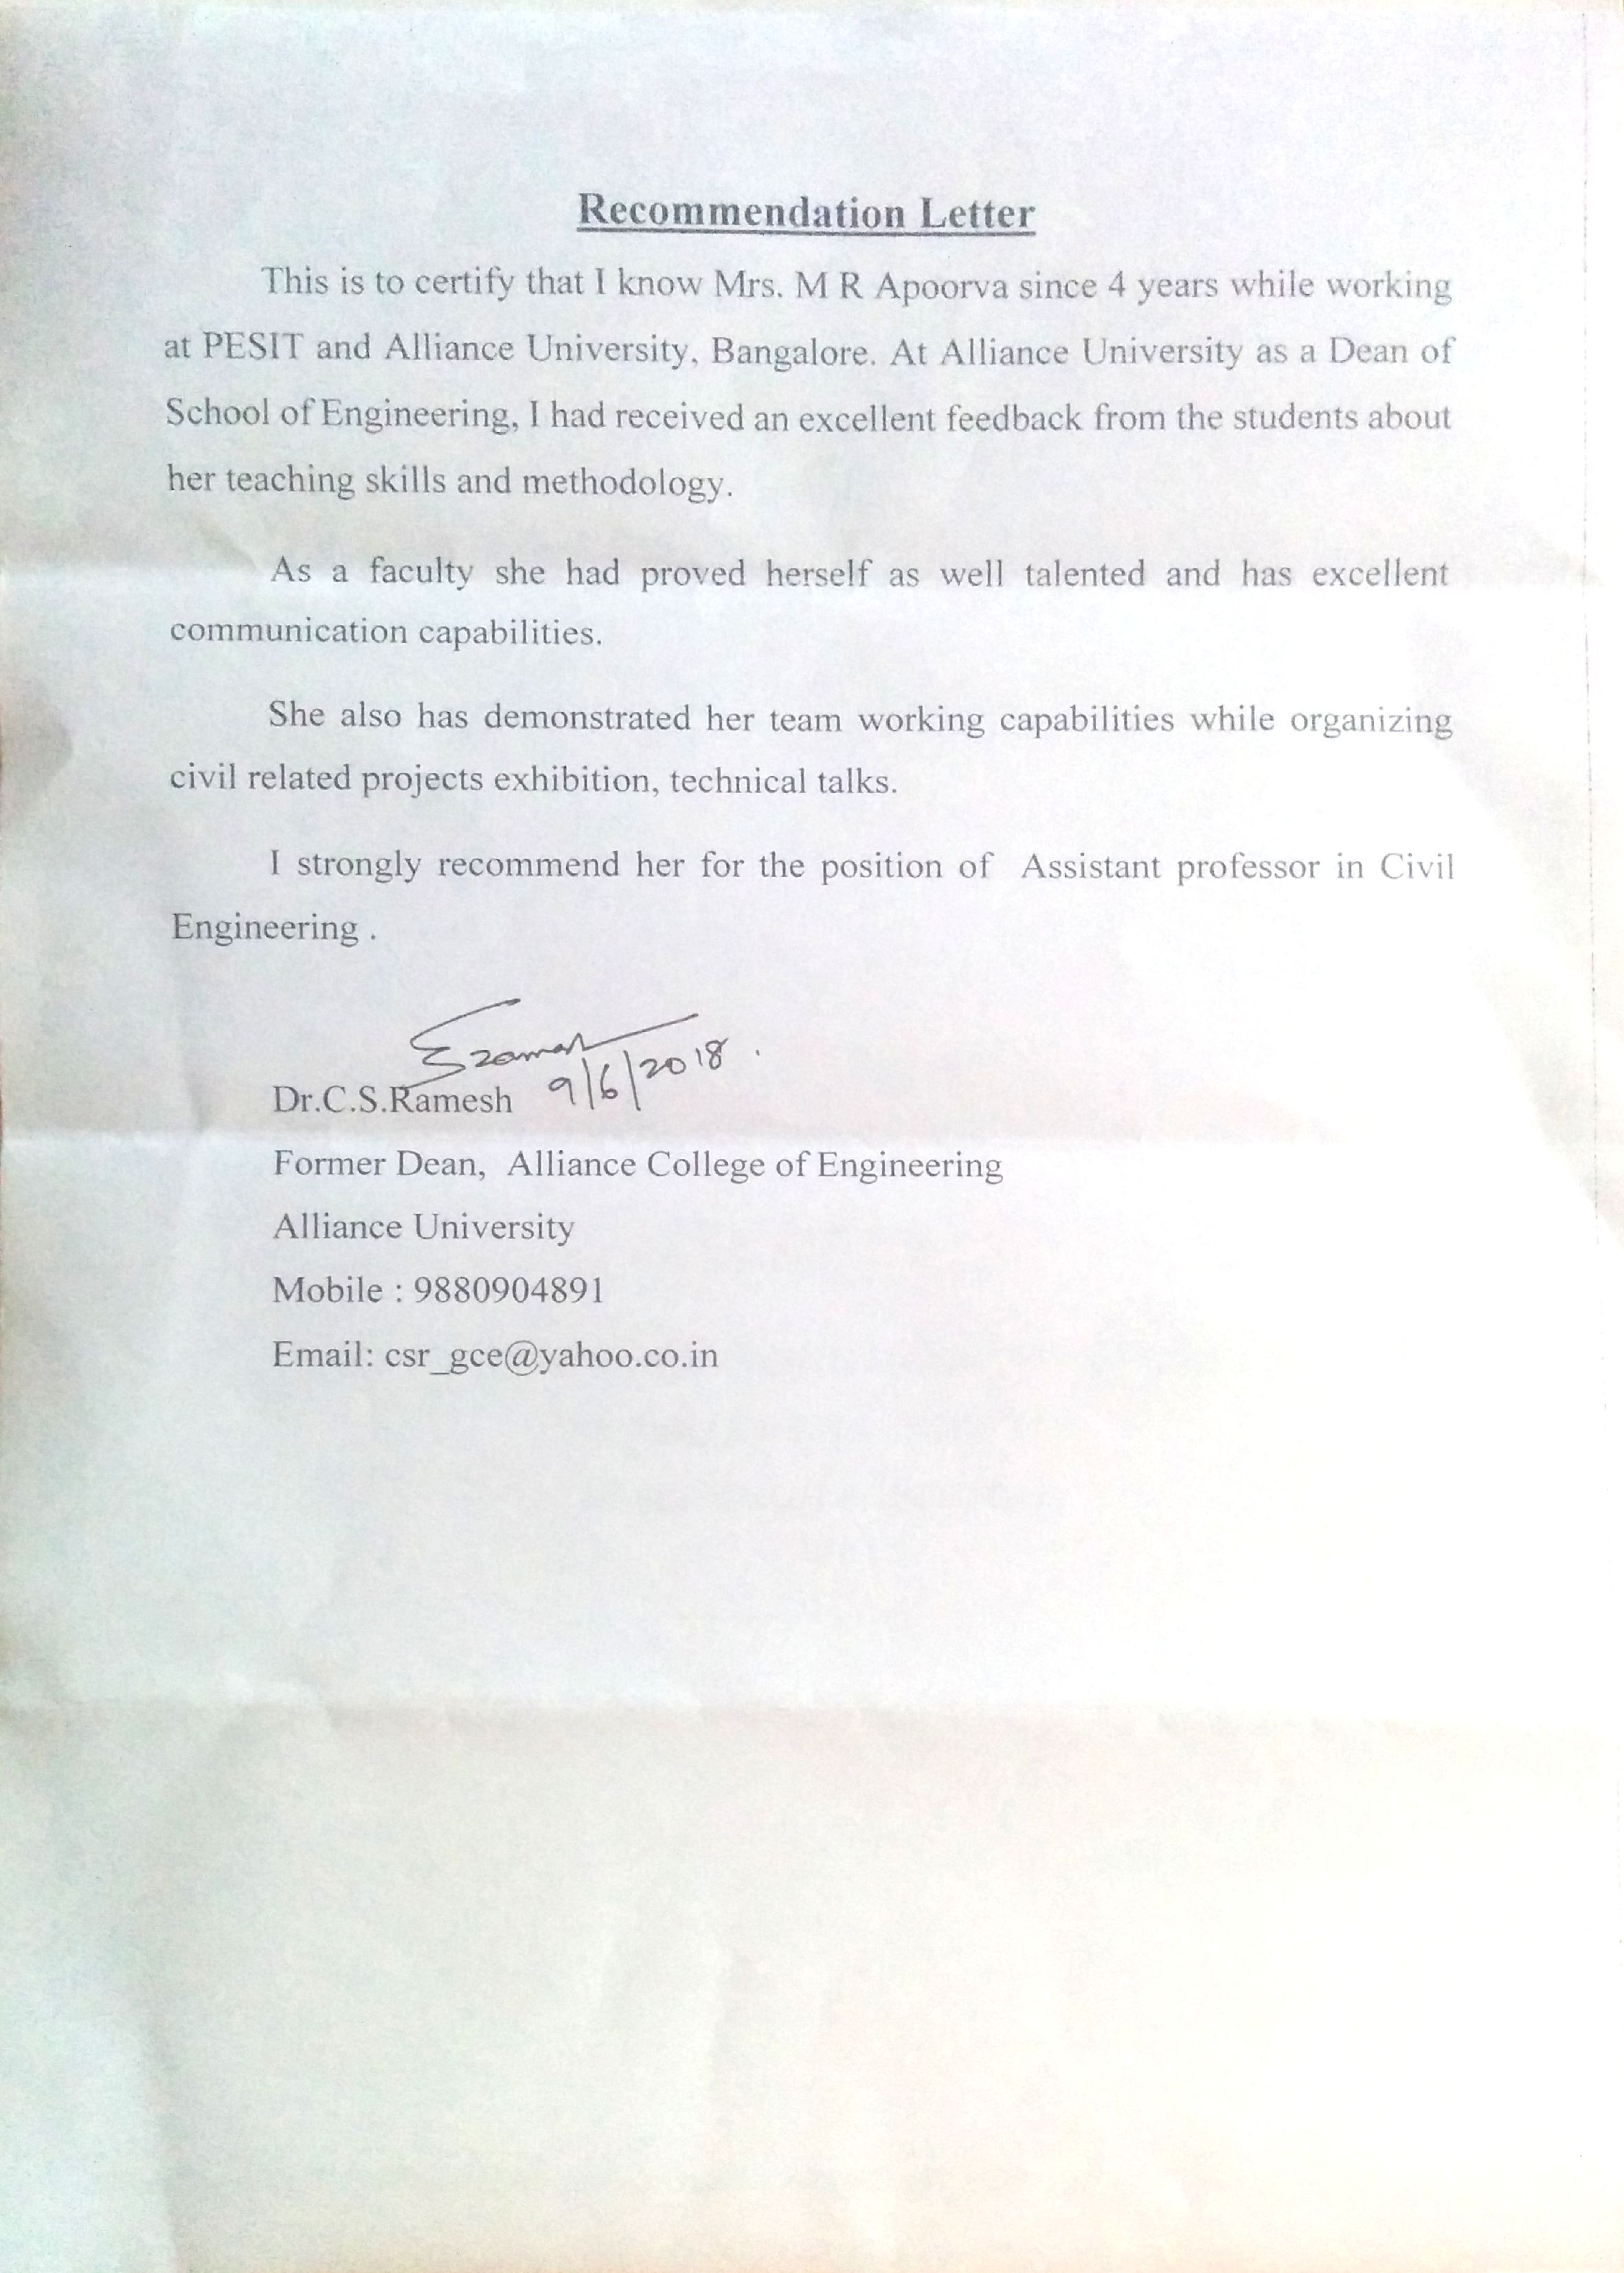 Recommendation Letter
This is to certify that I know Mrs. M R Apoorva since 4 years while working
at PESIT and Alliance University, Bangalore. At Alliance University as a Dean of
School of Engineering, I had received an excellent feedback from the students about
her teaching skills and methodology.
As a faculty she had proved herself as well talented and has excellent
communication capabilities.
She also has demonstrated her team working capabilities while organizing
civil related projects exhibition, technical talks.
I strongly recommend her for the position of Assistant professor in Civil
Engineering .
9/6/2018 .
Dr.C.S.Ramesh
Former Dean, Alliance College of Engineering
Alliance University
Mobile : 9880904891
Email: csr_gce@yahoo.co.in